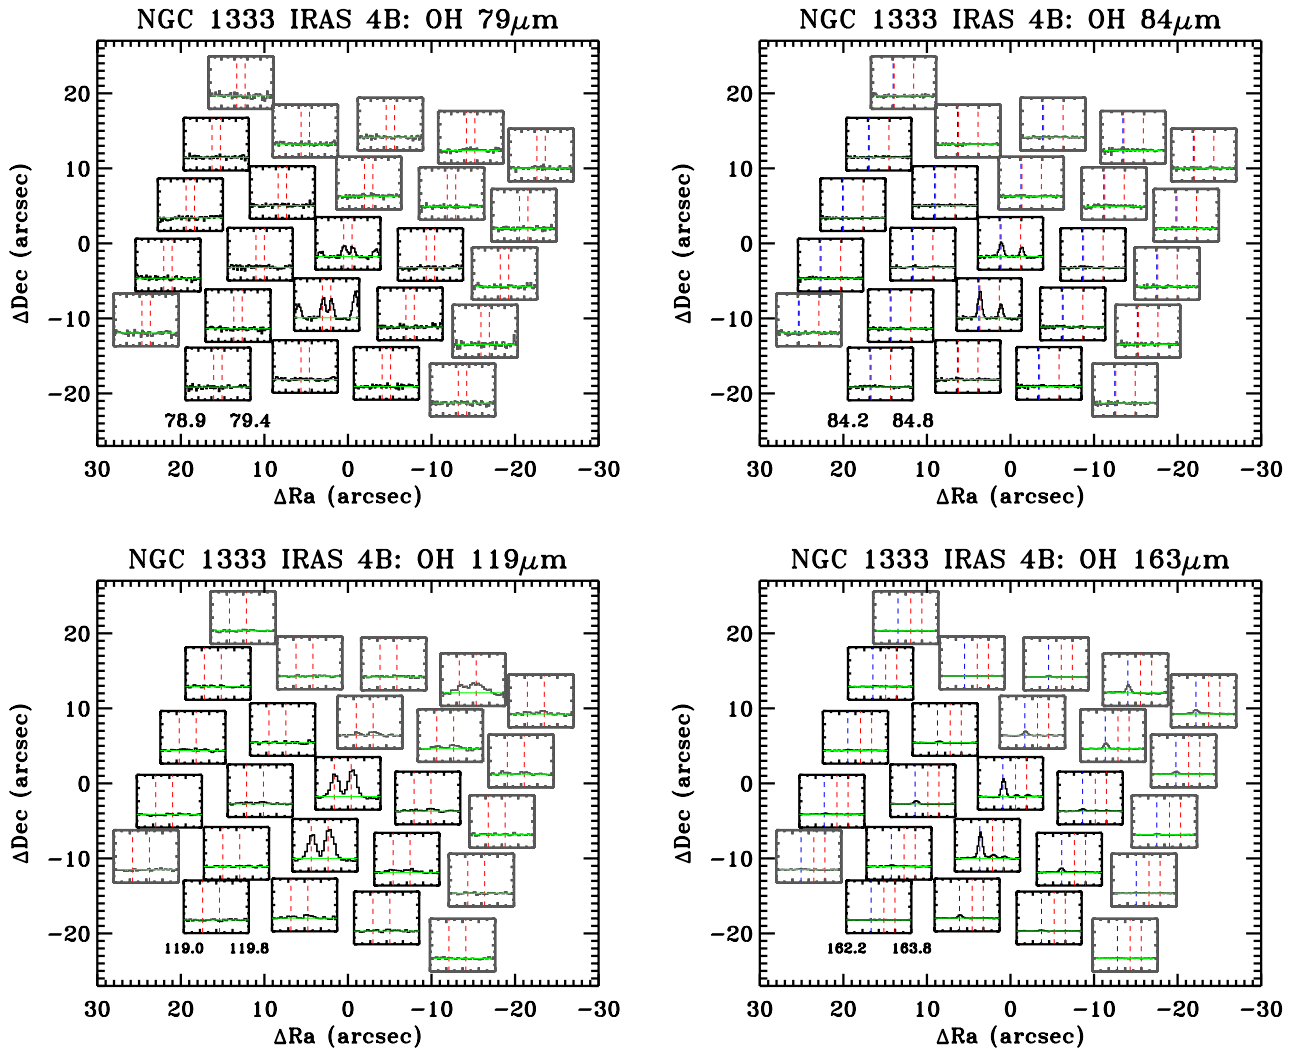 NGC 1333 IRAS 4B: OH 79μm
20
10
0
−10
−20
ΔDec (arcsec)
78.9 79.4
30 20 10 0 −10 −20 −30
ΔRa (arcsec)
NGC 1333 IRAS 4B: OH 84μm
20
10
0
−10
−20
ΔDec (arcsec)
84.2 84.8
30 20 10 0 −10 −20 −30
ΔRa (arcsec)
NGC 1333 IRAS 4B: OH 119μm
20
10
0
−10
−20
ΔDec (arcsec)
119.0 119.8
30 20 10 0 −10 −20 −30
ΔRa (arcsec)
NGC 1333 IRAS 4B: OH 163μm
20
10
0
−10
−20
ΔDec (arcsec)
162.2 163.8
30 20 10 0 −10 −20 −30
ΔRa (arcsec)